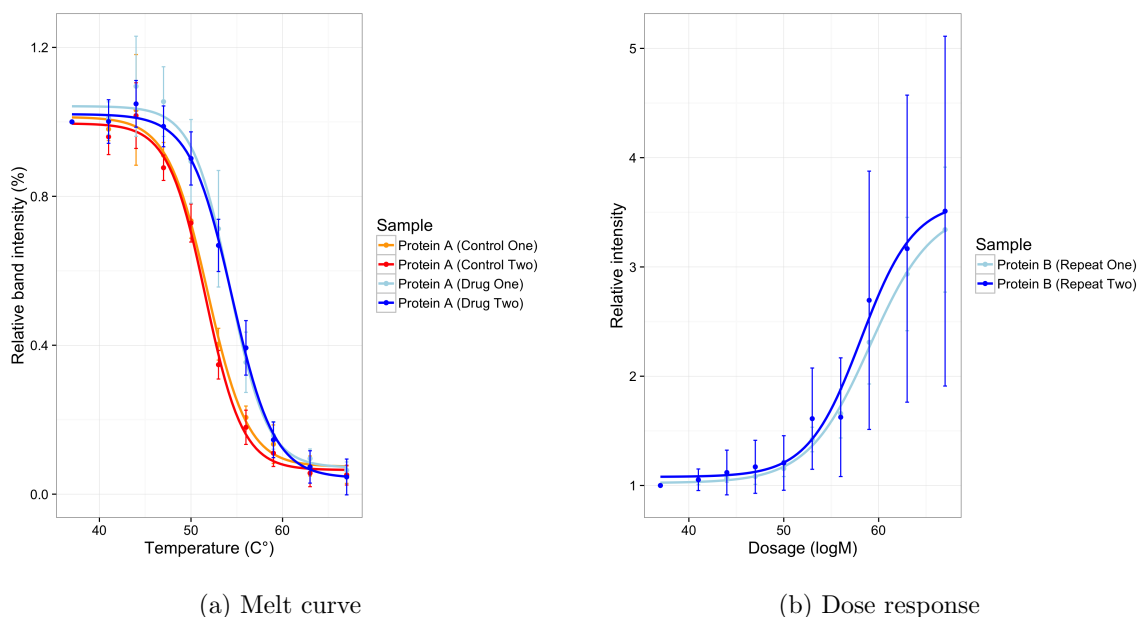 1.2
0.8
0.4
0.0
Relative band intensity (%)
40
50
60
Temperature (C°)
Sample
Protein A (Control One)
Protein A (Control Two)
Protein A (Drug One)
Protein A (Drug Two)
(a) Melt curve
5
4
3
2
1
Relative intensity
40
50
60
Dosage (logM)
Sample
Protein B (Repeat One)
Protein B (Repeat Two)
(b) Dose response